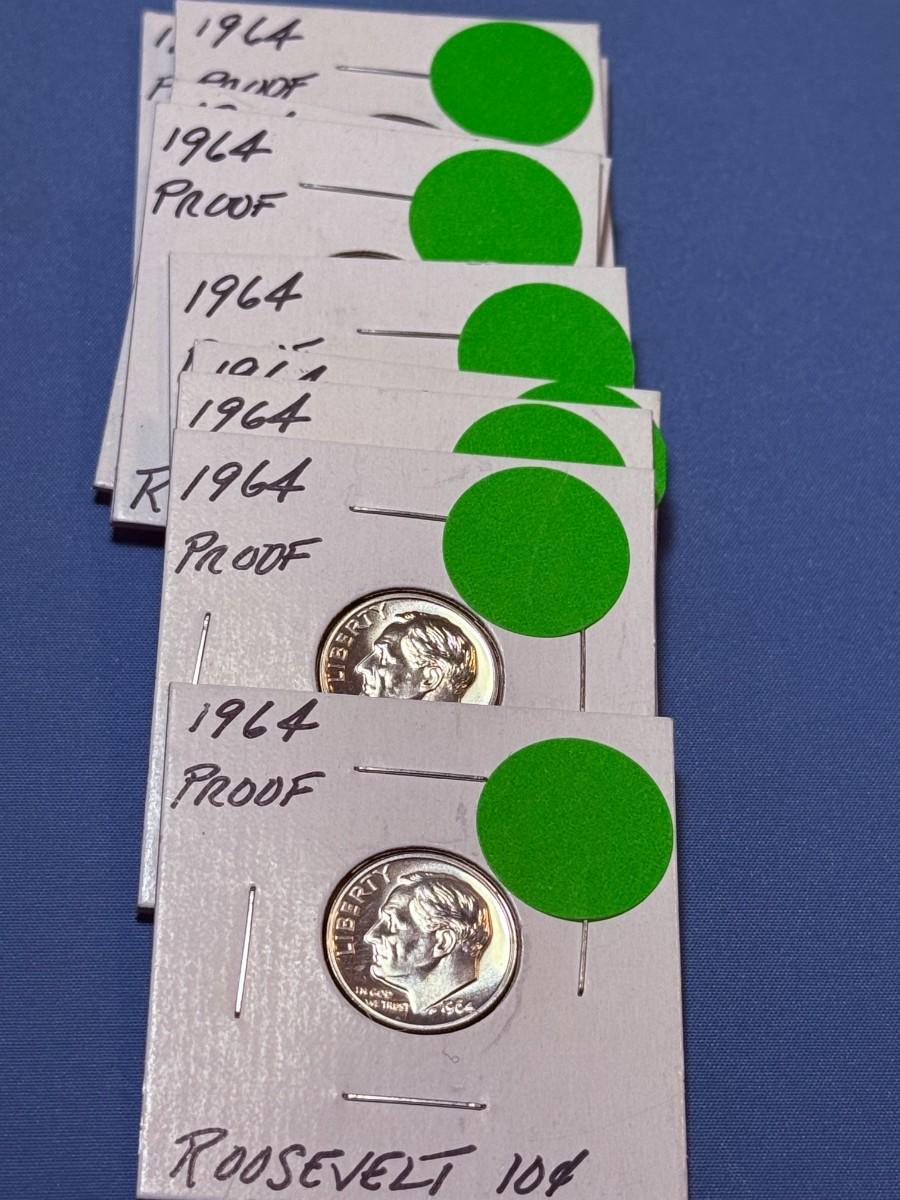 1964
PROOF
1964
PROOF
1964
1964
1964
PROOF
LIBERTY
1964
PROOF
LIBERTY
IN GOD
WE TRUST
1964
ROOSEVELT 10¢